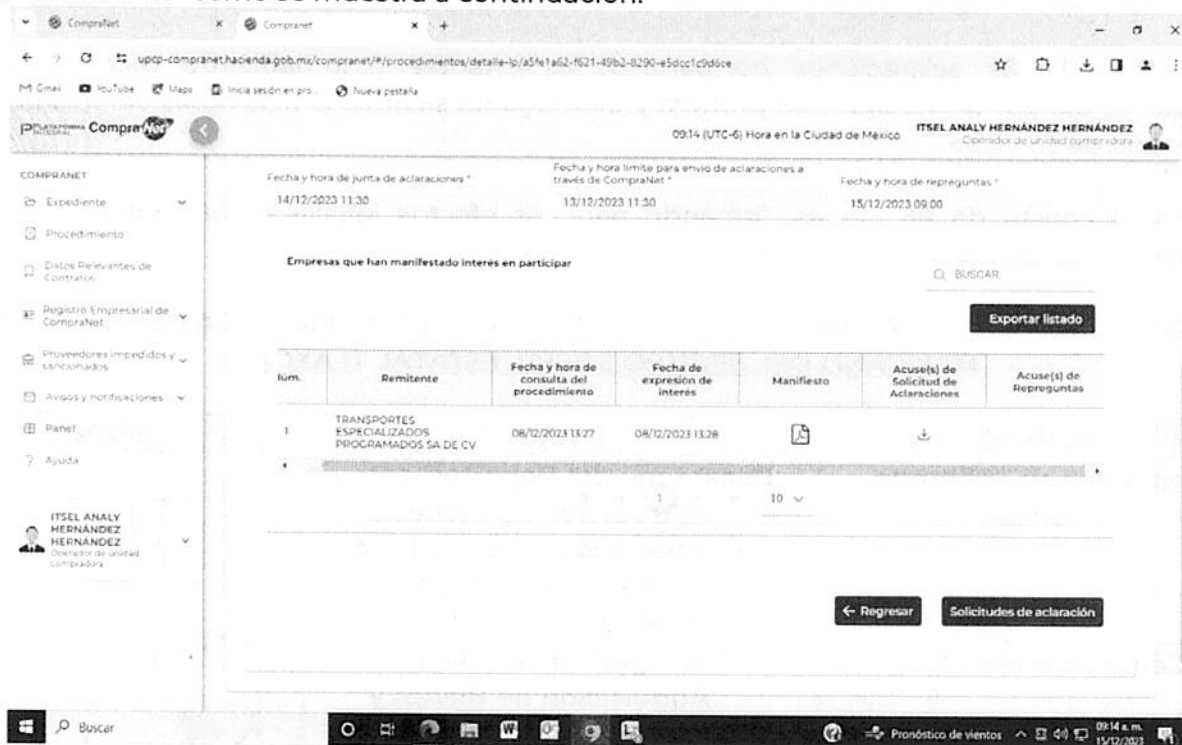 como se muestra a continuación.
CompraNet
Compranet
upcp-compranet.hacienda.gob.mx/compranet/#/procedimientos/detalle-lp/a5fe1a62-f621-49b2-8290-e5dcc1c9d6ce
Gmail YouTube Maps Inicia sesión en pro... Nueva pestaña
PLATAFORMA INTEGRAL CompraNet
09:14 (UTC-6) Hora en la Ciudad de México
ITSEL ANALY HERNÁNDEZ HERNÁNDEZ
Operador de unidad compradora
COMPRANET
Expediente
Procedimiento
Datos Relevantes de
Contratos
Registro Empresarial de
CompraNet
Proveedores impedidos y
sancionados
Avisos y notificaciones
Panel
Ayuda
ITSEL ANALY
HERNÁNDEZ
HERNÁNDEZ
Operador de unidad
compradora
Fecha y hora de junta de aclaraciones *
14/12/2023 11:30
Fecha y hora límite para envío de aclaraciones a
través de CompraNet *
13/12/2023 11:30
Fecha y hora de repreguntas *
15/12/2023 09:00
Empresas que han manifestado interés en participar
BUSCAR
Exportar listado
Núm.
Remitente
Fecha y hora de
consulta del
procedimiento
Fecha de
expresión de
interés
Manifiesto
Acuse(s) de
Solicitud de
Aclaraciones
Acuse(s) de
Repreguntas
1
TRANSPORTES
ESPECIALIZADOS
PROGRAMADOS SA DE CV
08/12/2023 13:27
08/12/2023 13:28
1
10
← Regresar
Solicitudes de aclaración
Buscar
Pronóstico de vientos
09:14 a. m.
15/12/2023